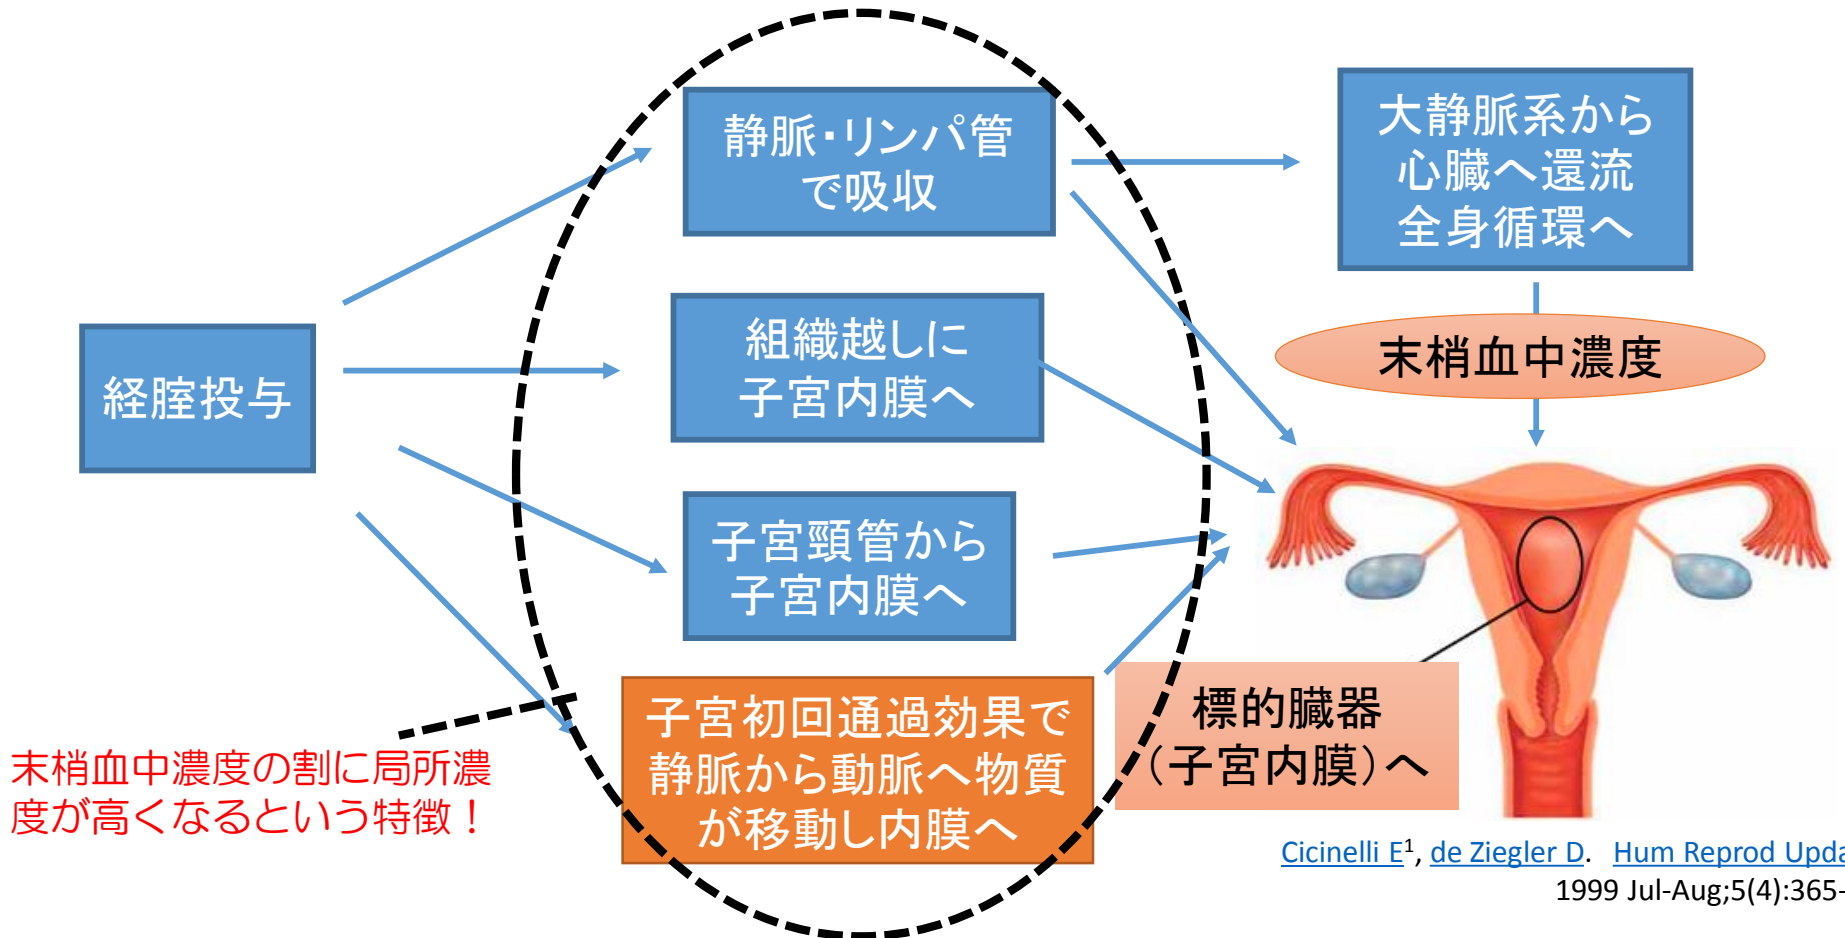 経腟投与
静脈・リンパ管
で吸収
組織越しに
子宮内膜へ
子宮頸管から
子宮内膜へ
子宮初回通過効果で
静脈から動脈へ物質
が移動し内膜へ
大静脈系から
心臓へ還流
全身循環へ
末梢血中濃度
標的臓器
（子宮内膜）へ
末梢血中濃度の割に局所濃
度が高くなるという特徴！
Cicinelli E1, de Ziegler D. Hum Reprod Upda
1999 Jul-Aug;5(4):365-